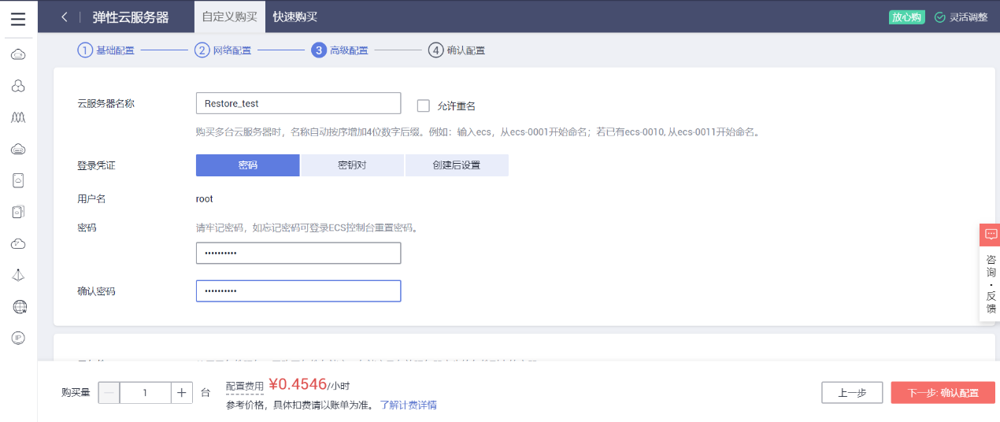 弹性云服务器 自定义购买 快速购买 放心购 灵活调整
1 基础配置 2 网络配置 3 高级配置 4 确认配置
云服务器名称 Restore_test 允许重名
购买多台云服务器时，名称自动按序增加4位数字后缀。例如：输入ecs，从ecs-0001开始命名；若已有ecs-0010, 从ecs-0011开始命名。
登录凭证 密码 密钥对 创建后设置
用户名 root
密码 请牢记密码，如忘记密码可登录ECS控制台重置密码。
••••••••••
确认密码 ••••••••••
咨询·反馈
IP
购买量 1 台 配置费用 ¥0.4546/小时
参考价格，具体扣费请以账单为准。 了解计费详情
上一步 下一步: 确认配置